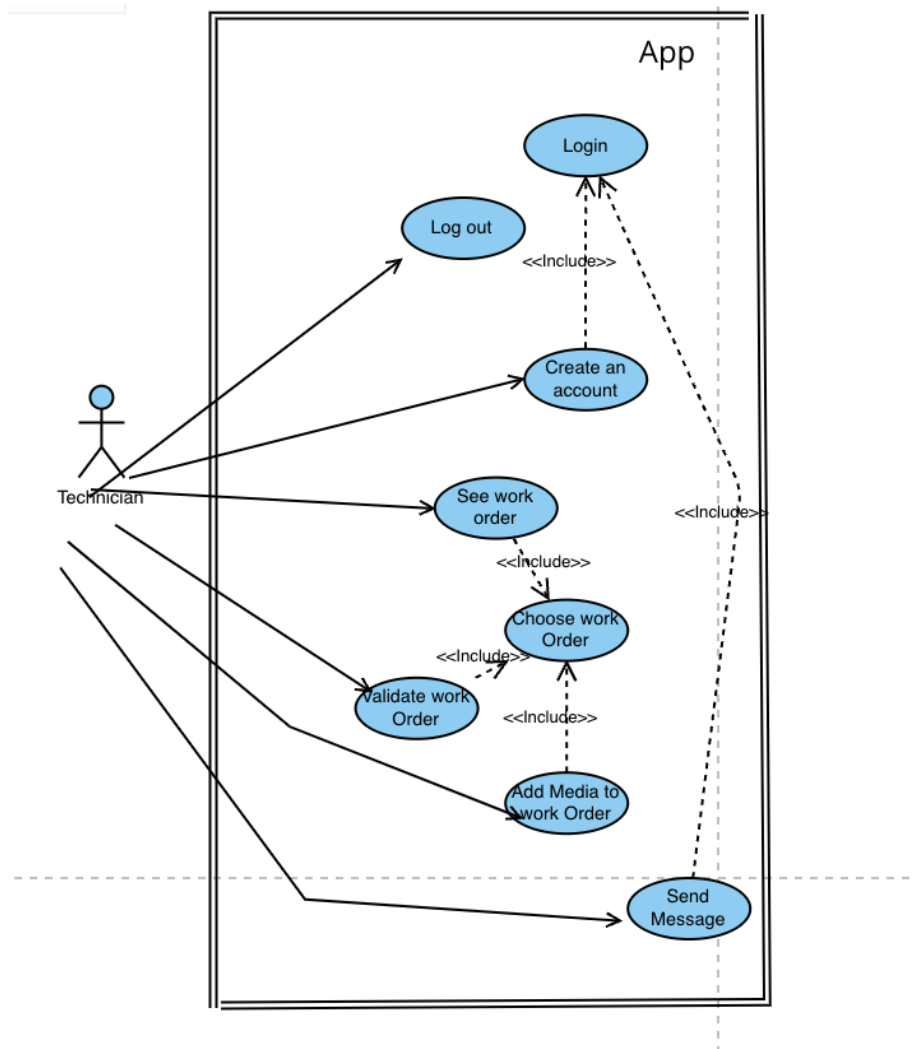 App
Login
Log out
<<Include>>
Create an
account
Technician
See work
order
<<Include>>
<<Include>>
Choose work
Order
<<Include>>
Validate work
Order
<<Include>>
Add Media to
work Order
Send
Message